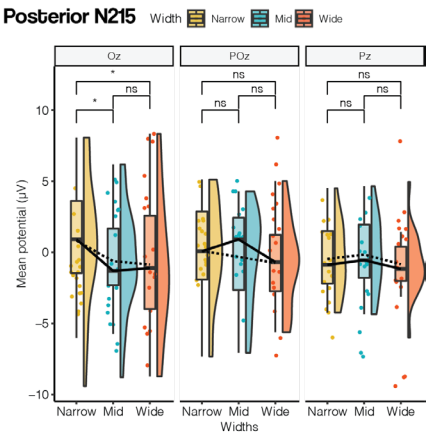 Posterior N215 Width Narrow Mid Wide
Oz POz Pz
* ns ns
* ns ns ns ns ns
10
5
0
−5
−10
Mean potential (µV)
Narrow Mid Wide Narrow Mid Wide Narrow Mid Wide
Widths